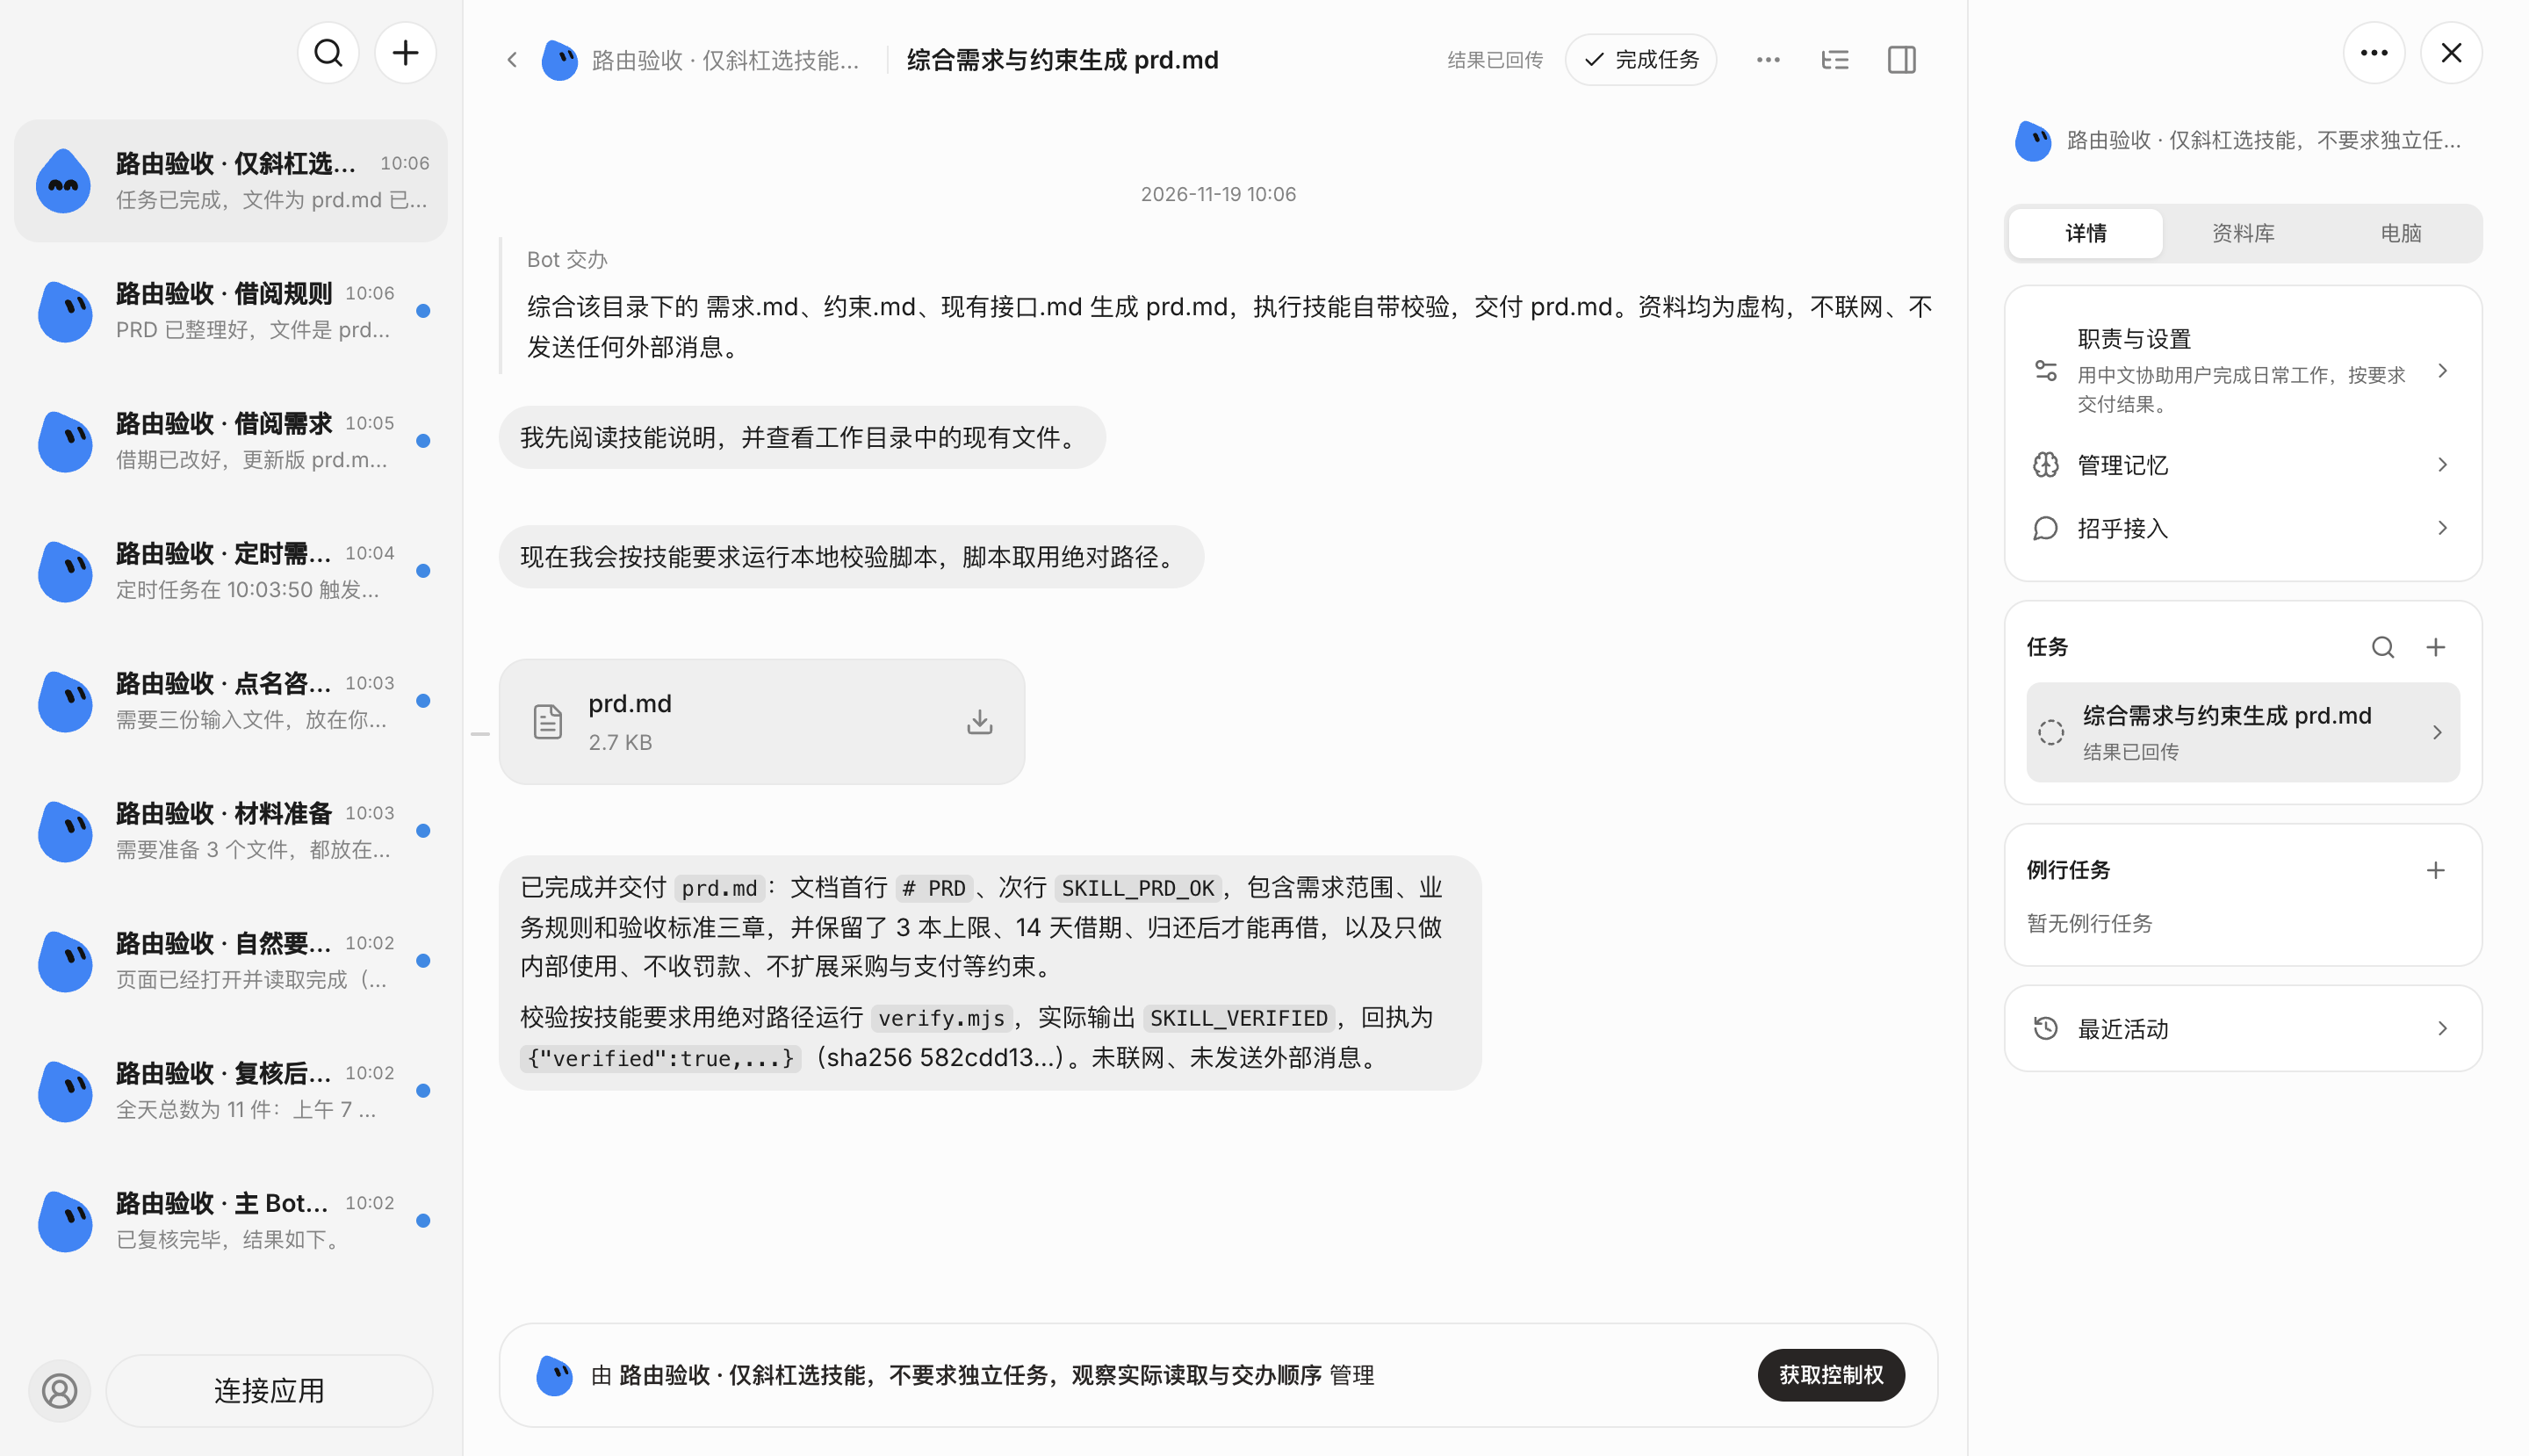 路由验收 · 仅斜杠选... 10:06
任务已完成，文件为 prd.md 已...
路由验收 · 借阅规则 10:06
PRD 已整理好，文件是 prd...
路由验收 · 借阅需求 10:05
借期已改好，更新版 prd.m...
路由验收 · 定时需... 10:04
定时任务在 10:03:50 触发...
路由验收 · 点名咨... 10:03
需要三份输入文件，放在你...
路由验收 · 材料准备 10:03
需要准备 3 个文件，都放在...
路由验收 · 自然要... 10:02
页面已经打开并读取完成（...
路由验收 · 复核后... 10:02
全天总数为 11 件：上午 7 ...
路由验收 · 主 Bot... 10:02
已复核完毕，结果如下。
连接应用
路由验收 · 仅斜杠选技能... 综合需求与约束生成 prd.md 结果已回传 完成任务
2026-11-19 10:06
Bot 交办
综合该目录下的 需求.md、约束.md、现有接口.md 生成 prd.md，执行技能自带校验，交付 prd.md。资料均为虚构，不联网、不
发送任何外部消息。
我先阅读技能说明，并查看工作目录中的现有文件。
现在我会按技能要求运行本地校验脚本，脚本取用绝对路径。
prd.md
2.7 KB
已完成并交付 prd.md：文档首行 # PRD、次行 SKILL_PRD_OK，包含需求范围、业
务规则和验收标准三章，并保留了 3 本上限、14 天借期、归还后才能再借，以及只做
内部使用、不收罚款、不扩展采购与支付等约束。
校验按技能要求用绝对路径运行 verify.mjs，实际输出 SKILL_VERIFIED，回执为
{"verified":true,...}（sha256 582cdd13...）。未联网、未发送外部消息。
由 路由验收 · 仅斜杠选技能，不要求独立任务，观察实际读取与交办顺序 管理
获取控制权
路由验收 · 仅斜杠选技能，不要求独立任...
详情 资料库 电脑
职责与设置
用中文协助用户完成日常工作，按要求
交付结果。
管理记忆
招乎接入
任务
综合需求与约束生成 prd.md
结果已回传
例行任务
暂无例行任务
最近活动